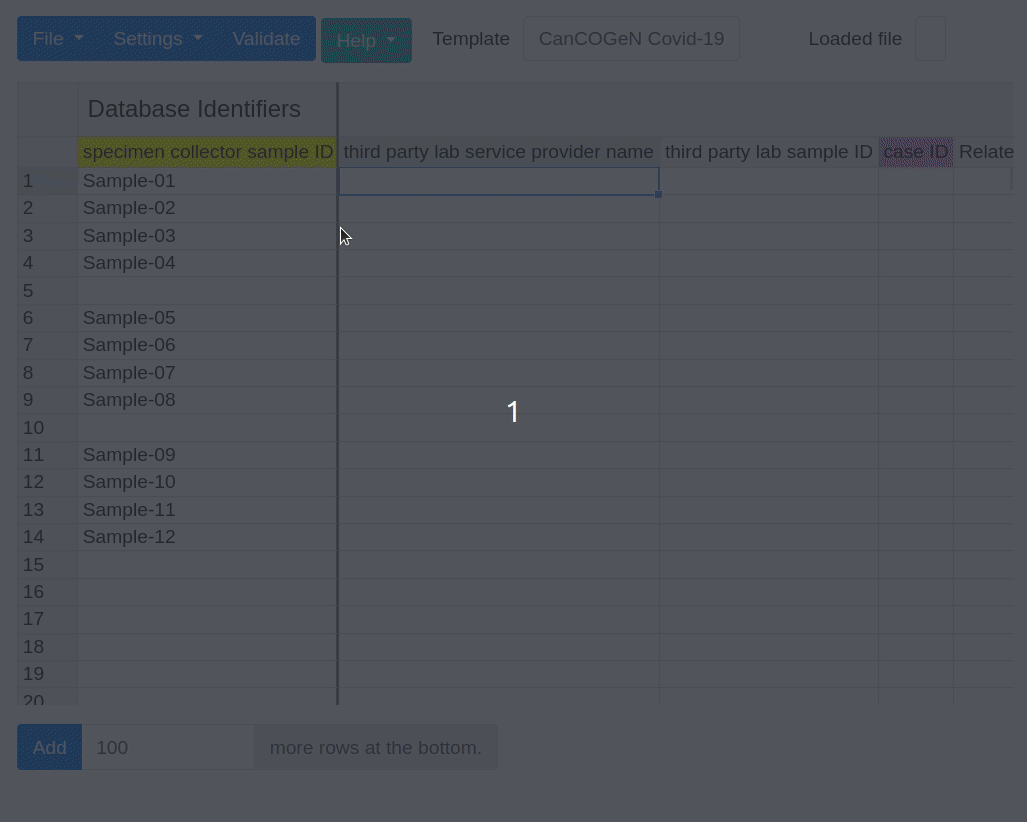 File Settings Validate Help Template CanCOGeN Covid-19 Loaded file
Database Identifiers
specimen collector sample ID third party lab service provider name third party lab sample ID case ID Relate
1 Sample-01
2 Sample-02
3 Sample-03
4 Sample-04
5
6 Sample-05
7 Sample-06
8 Sample-07
9 Sample-08
1
10
11 Sample-09
12 Sample-10
13 Sample-11
14 Sample-12
15
16
17
18
19
20
Add 100 more rows at the bottom.